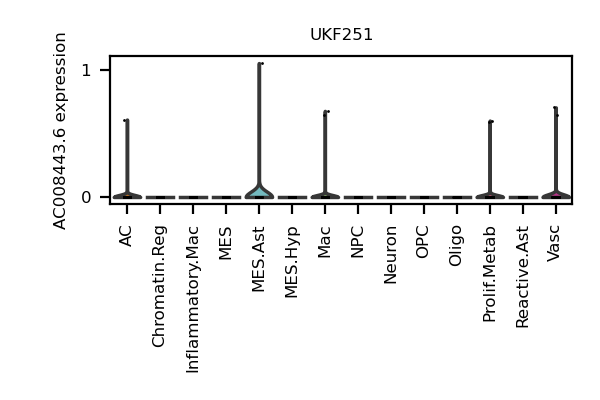 UKF251
AC008443.6 expression
1
0
AC
Chromatin.Reg
Inflammatory.Mac
MES
MES.Ast
MES.Hyp
Mac
NPC
Neuron
OPC
Oligo
Prolif.Metab
Reactive.Ast
Vasc